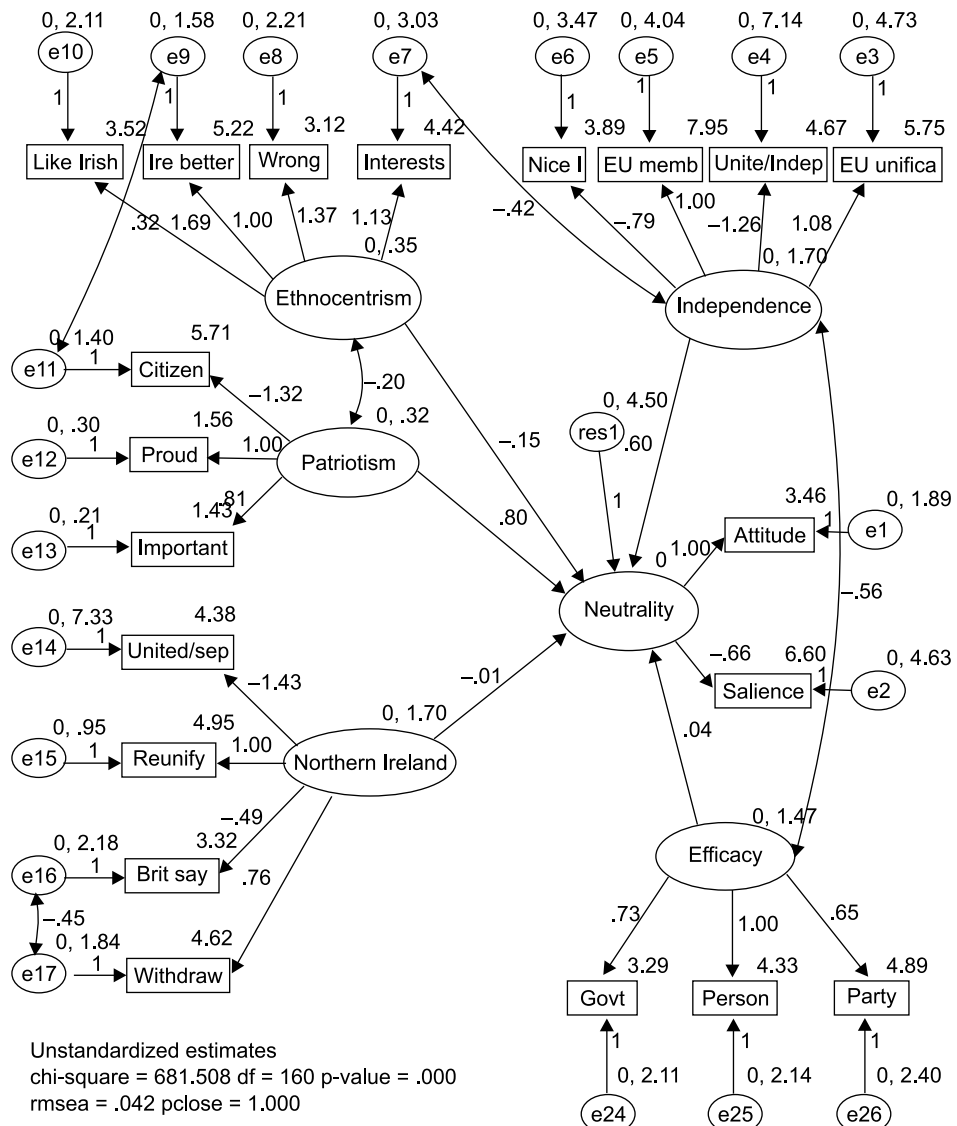 0, 2.11
0, 1.58
0, 2.21
0, 3.03
0, 3.47
0, 4.04
0, 7.14
0, 4.73
e10
e9
e8
e7
e6
e5
e4
e3
1
1
1
1
1
1
1
1
3.52
5.22
3.12
4.42
3.89
7.95
4.67
5.75
Like Irish
Ire better
Wrong
Interests
Nice I
EU memb
Unite/Indep
EU unifica
.32
1.69
1.00
1.37
1.13
–.42
–.79
1.00
–1.26
1.08
0, .35
0, 1.70
Ethnocentrism
Independence
0, 1.40
5.71
e11
1
Citizen
–1.32
–.20
0, .32
–.15
0, 4.50
res1
.60
0, .30
1.56
e12
1
Proud
1.00
Patriotism
.81
.80
1
0, .21
1.43
e13
1
Important
3.46
0, 1.89
Attitude
1
e1
0
1.00
Neutrality
–.56
0, 7.33
4.38
e14
1
United/sep
–1.43
–.01
–.66
6.60
0, 4.63
Salience
1
e2
0, .95
4.95
0, 1.70
e15
1
Reunify
1.00
Northern Ireland
.04
–.49
.76
0, 2.18
3.32
e16
1
Brit say
0, 1.47
Efficacy
–.45
0, 1.84
4.62
e17
1
Withdraw
.73
1.00
.65
3.29
4.33
4.89
Govt
Person
Party
1
1
1
0, 2.11
0, 2.14
0, 2.40
e24
e25
e26
Unstandardized estimates
chi-square = 681.508 df = 160 p-value = .000
rmsea = .042 pclose = 1.000